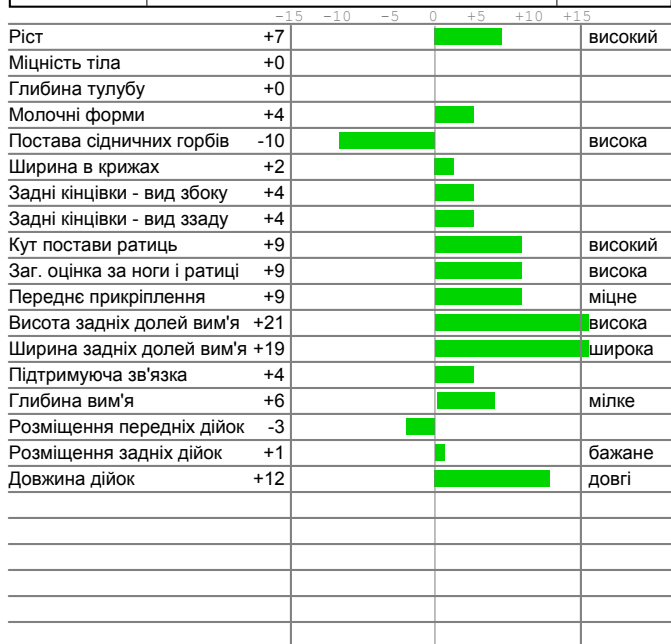 -15 -10 -5 0 +5 +10 +15
Ріст +7 високий
Міцність тіла +0
Глибина тулубу +0
Молочні форми +4
Постава сідничних горбів -10 висока
Ширина в крижах +2
Задні кінцівки - вид збоку +4
Задні кінцівки - вид ззаду +4
Кут постави ратиць +9 високий
Заг. оцінка за ноги і ратиці +9 висока
Переднє прикріплення +9 міцне
Висота задніх долей вим'я +21 висока
Ширина задніх долей вим'я +19 широка
Підтримуюча зв'язка +4
Глибина вим'я +6 мілке
Розміщення передніх дійок -3
Розміщення задніх дійок +1 бажане
Довжина дійок +12 довгі